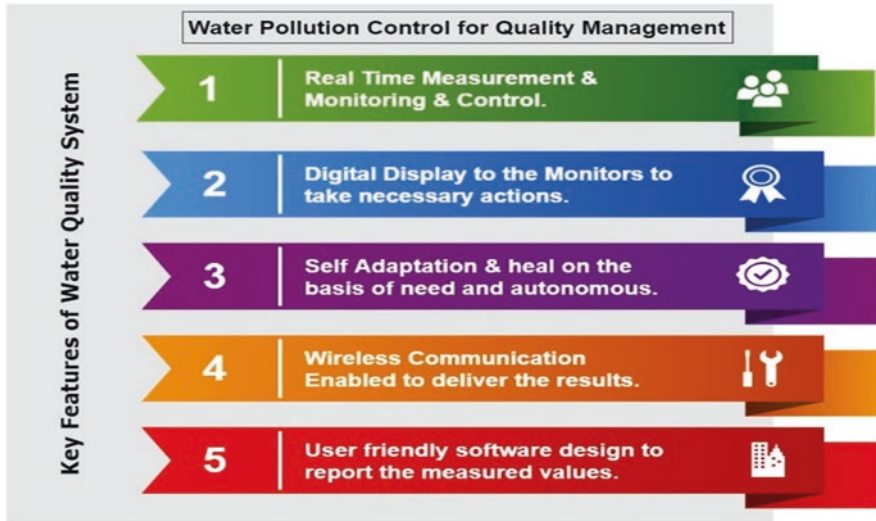 Water Pollution Control for Quality Management
Key Features of Water Quality System
1
Real Time Measurement &
Monitoring & Control.
2
Digital Display to the Monitors to
take necessary actions.
3
Self Adaptation & heal on the
basis of need and autonomous.
4
Wireless Communication
Enabled to deliver the results.
5
User friendly software design to
report the measured values.